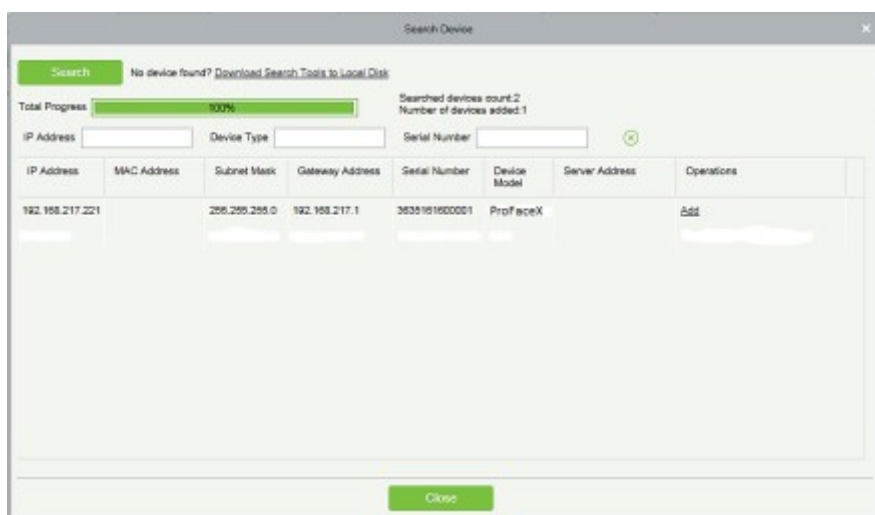 Search Device
Search No device found? Download Search Tools to Local Disk
Total Progress 100% Searched devices count:2
Number of devices added:1
IP Address Device Type Serial Number
IP Address MAC Address Subnet Mask Gateway Address Serial Number Device Model Server Address Operations
192.168.217.221 255.255.255.0 192.168.217.1 3635161600001 ProFaceX Add
Close